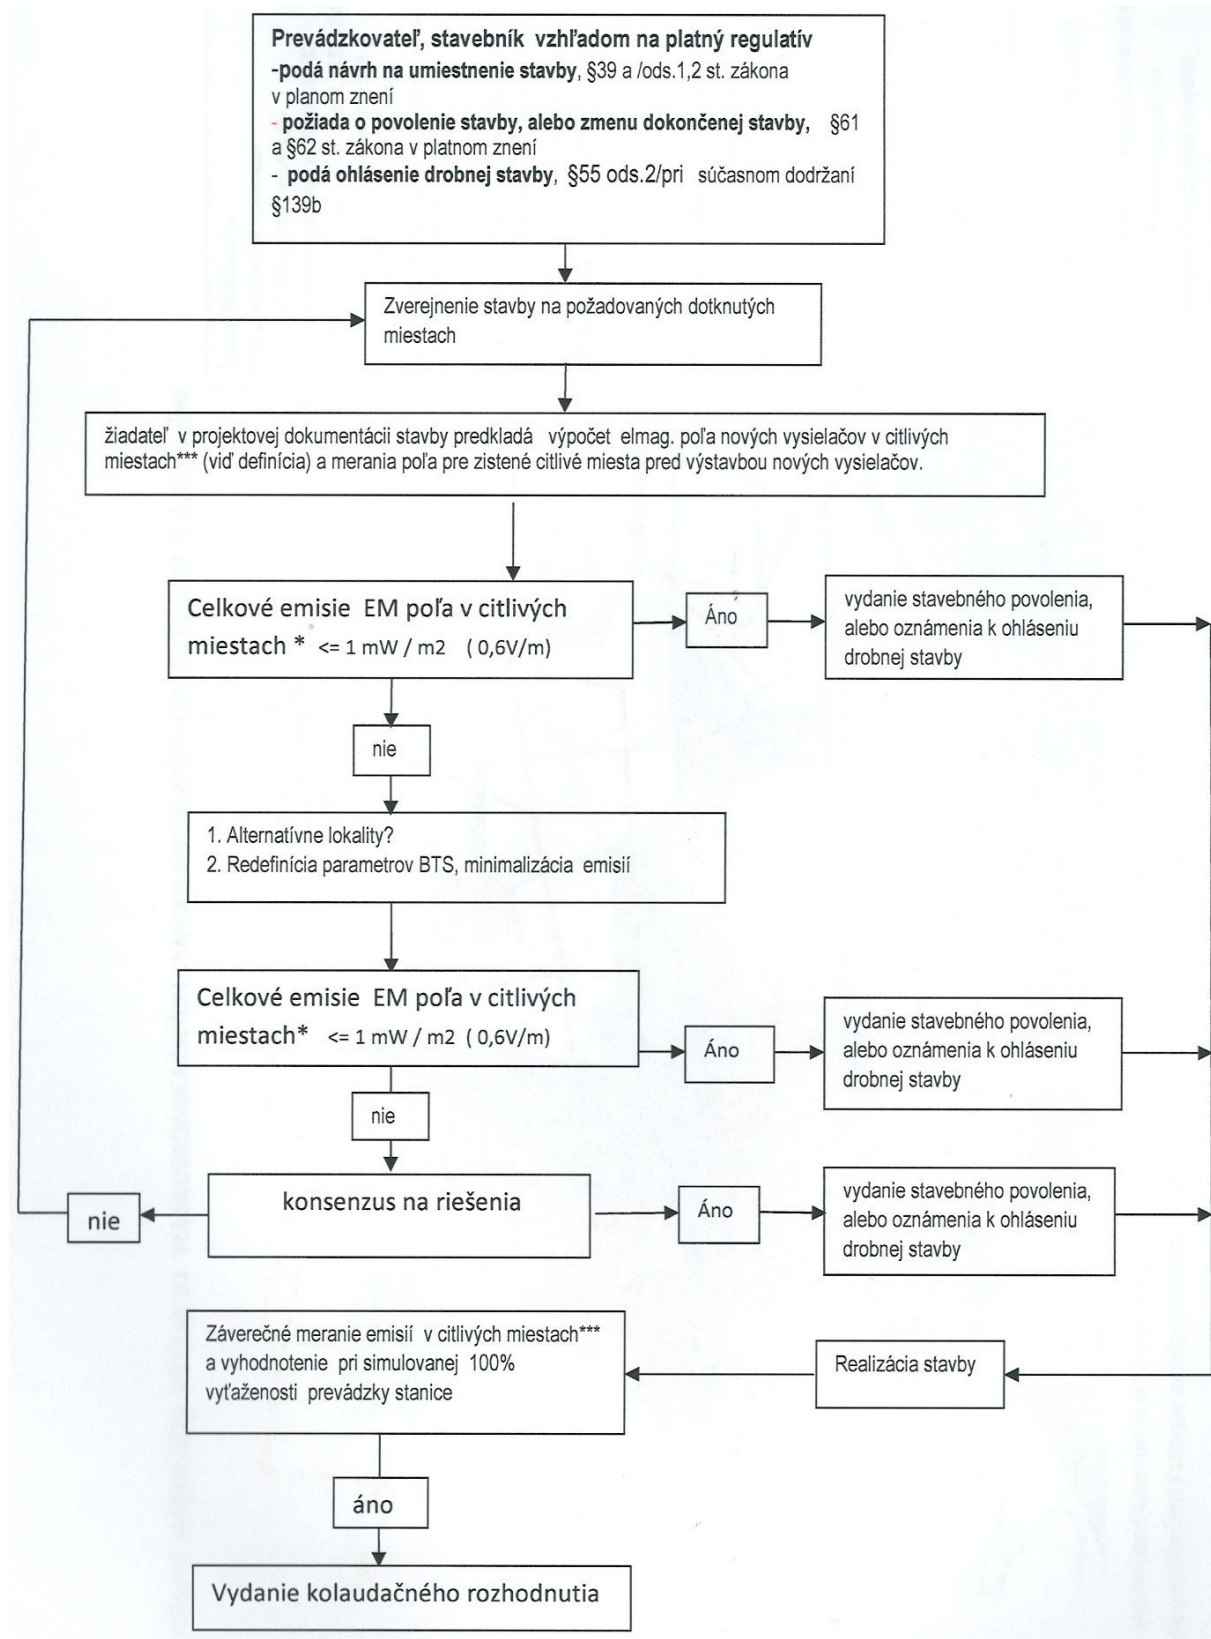 Prevádzkovateľ, stavebník vzhľadom na platný regulatív
-podá návrh na umiestnenie stavby, §39 a /ods.1,2 st. zákona
v planom znení
- požiada o povolenie stavby, alebo zmenu dokončenej stavby, §61
a §62 st. zákona v platnom znení
- podá ohlásenie drobnej stavby, §55 ods.2/pri súčasnom dodržaní
§139b
Zverejnenie stavby na požadovaných dotknutých
miestach
žiadateľ v projektovej dokumentácii stavby predkladá výpočet elmag. poľa nových vysielačov v citlivých
miestach*** (viď definícia) a merania poľa pre zistené citlivé miesta pred výstavbou nových vysielačov.
Celkové emisie EM poľa v citlivých
miestach * <= 1 mW / m2 ( 0,6V/m)
Áno
vydanie stavebného povolenia,
alebo oznámenia k ohláseniu
drobnej stavby
nie
1. Alternatívne lokality?
2. Redefinícia parametrov BTS, minimalizácia emisií
Celkové emisie EM poľa v citlivých
miestach* <= 1 mW / m2 ( 0,6V/m)
Áno
vydanie stavebného povolenia,
alebo oznámenia k ohláseniu
drobnej stavby
nie
konsenzus na riešenia
nie
Áno
vydanie stavebného povolenia,
alebo oznámenia k ohláseniu
drobnej stavby
Záverečné meranie emisií v citlivých miestach***
a vyhodnotenie pri simulovanej 100%
vyťaženosti prevádzky stanice
Realizácia stavby
áno
Vydanie kolaudačného rozhodnutia